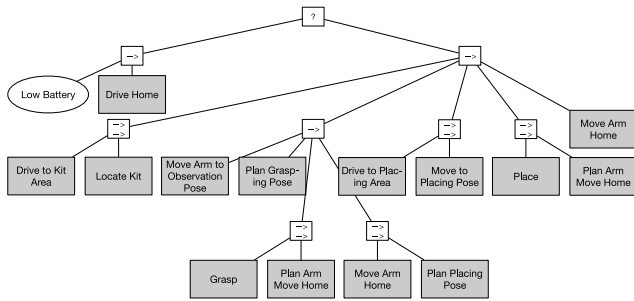 ?
->
->
Low Battery
Drive Home
->
->
->
->
->
->
->
Move Arm
Home
Drive to Kit
Area
Locate Kit
Move Arm to
Observation
Pose
Plan Grasp-
ing Pose
Drive to Plac-
ing Area
Move to
Placing Pose
Place
Plan Arm
Move Home
->
->
->
->
Grasp
Plan Arm
Move Home
Move Arm
Home
Plan Placing
Pose